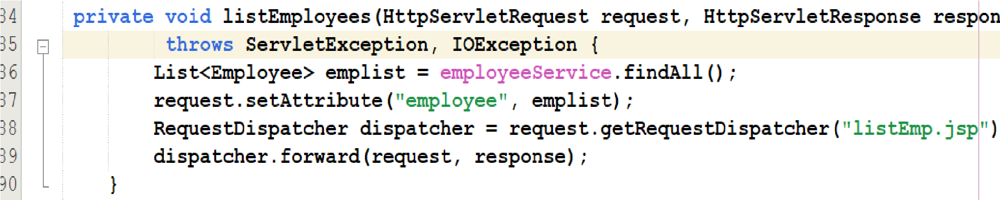 34 private void listEmployees(HttpServletRequest request, HttpServletResponse respon
35 throws ServletException, IOException {
36 List<Employee> emplist = employeeService.findAll();
37 request.setAttribute("employee", emplist);
38 RequestDispatcher dispatcher = request.getRequestDispatcher("listEmp.jsp")
39 dispatcher.forward(request, response);
90 }